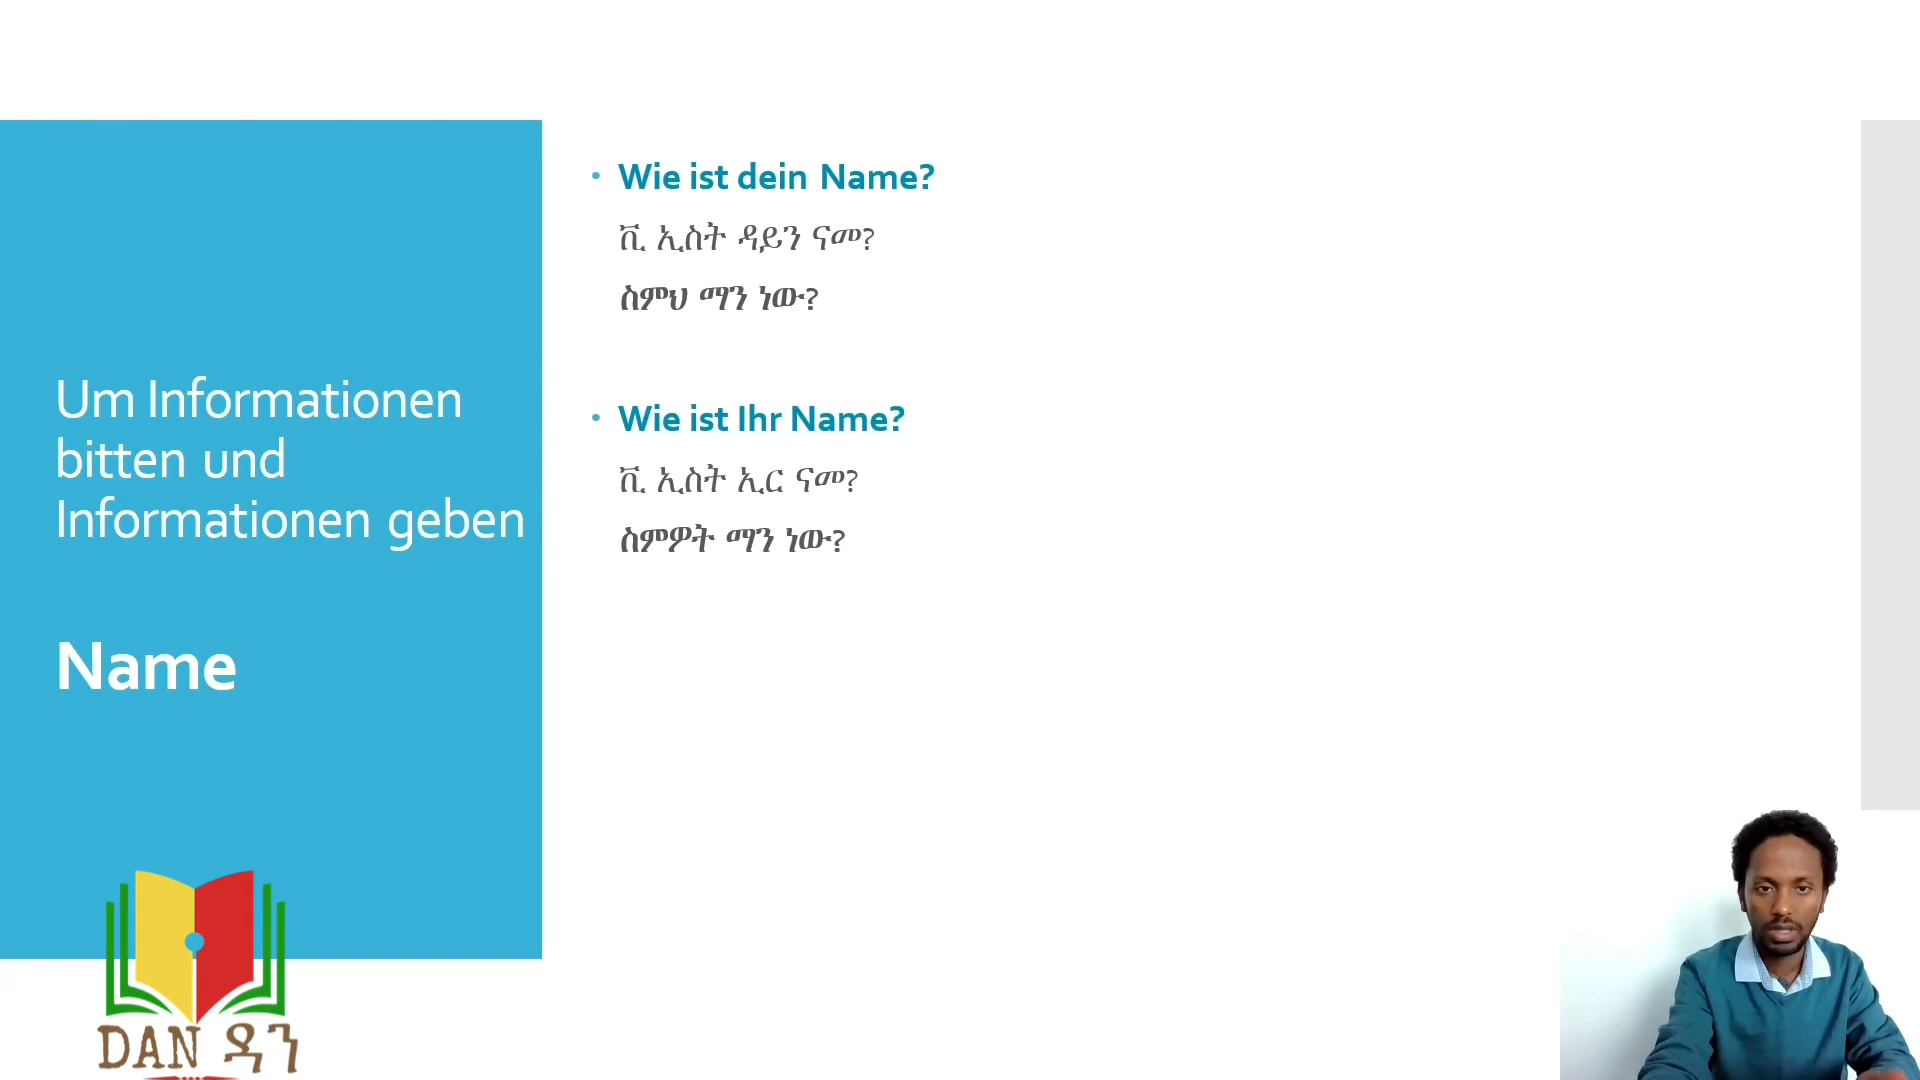 Um Informationen
bitten und
Informationen geben
Name
• Wie ist dein Name?
ቪ ኢስት ዳይን ናመ?
ስምህ ማን ነው?
• Wie ist Ihr Name?
ቪ ኢስት ኢር ናመ?
ስምዎት ማን ነው?
DAN ዳን